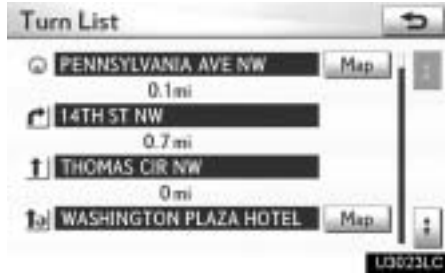 Turn List
PENNSYLVANIA AVE NW Map
0.1mi
14TH ST NW
0.7mi
THOMAS CIR NW
0mi
WASHINGTON PLAZA HOTEL Map
U3023LC